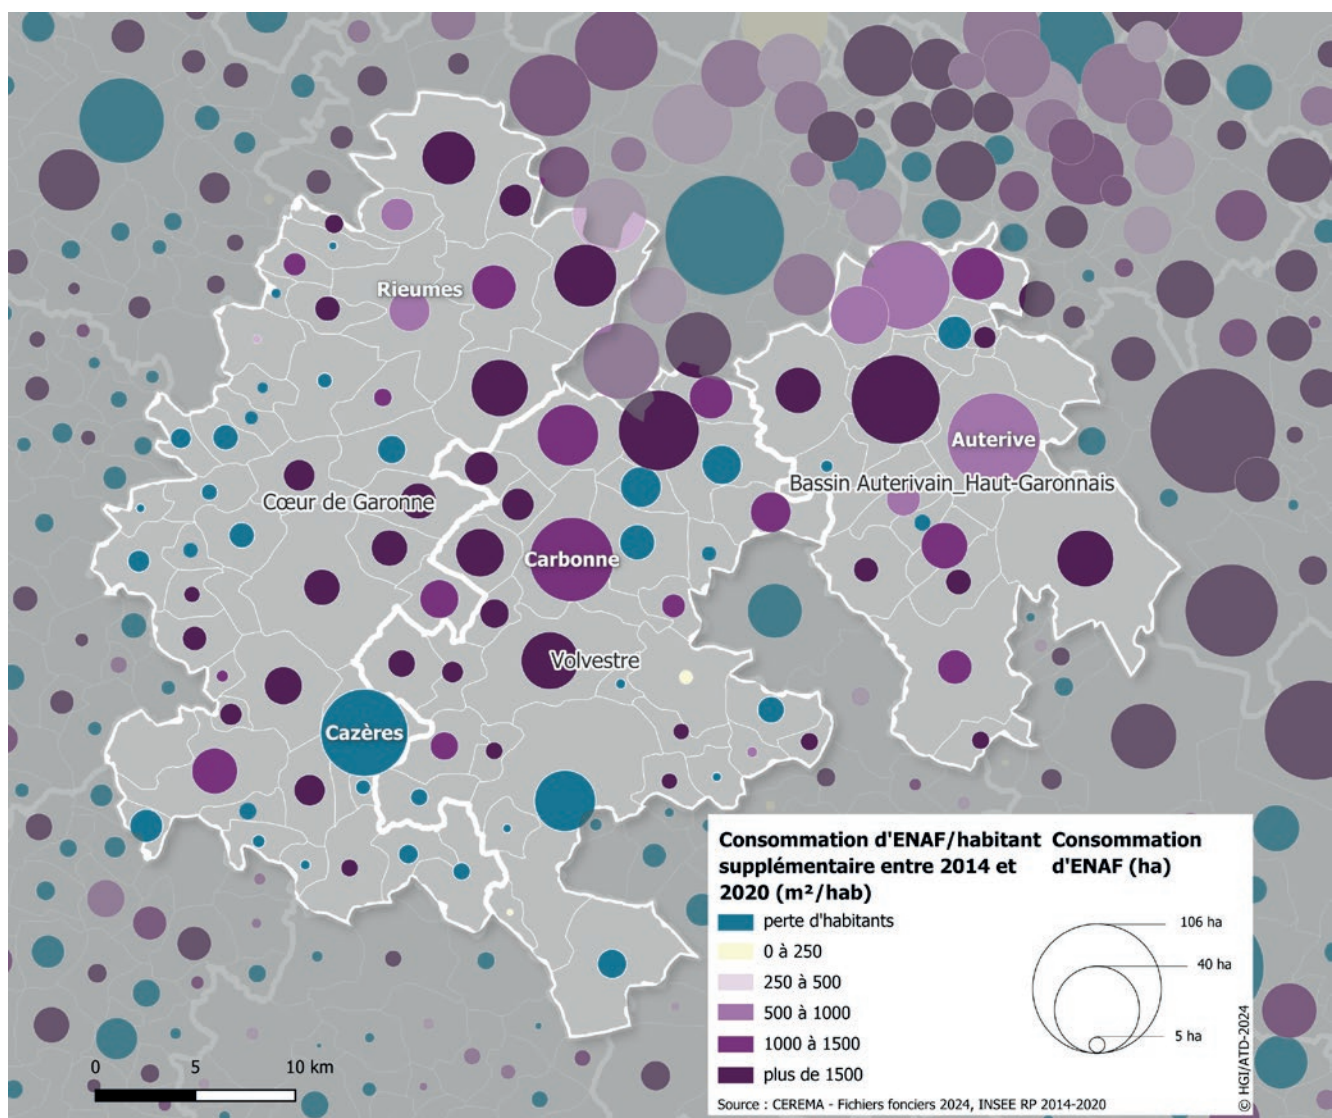 Rieumes
Auterive
Bassin Auterivain_Haut-Garonnais
Cœur de Garonne
Carbonne
Volvestre
Cazères
Consommation d'ENAF/habitant
supplémentaire entre 2014 et
2020 (m²/hab)
perte d'habitants
0 à 250
250 à 500
500 à 1000
1000 à 1500
plus de 1500
Consommation
d'ENAF (ha)
106 ha
40 ha
5 ha
Source : CEREMA - Fichiers fonciers 2024, INSEE RP 2014-2020
© HGI/ATD-2024
0 5 10 km